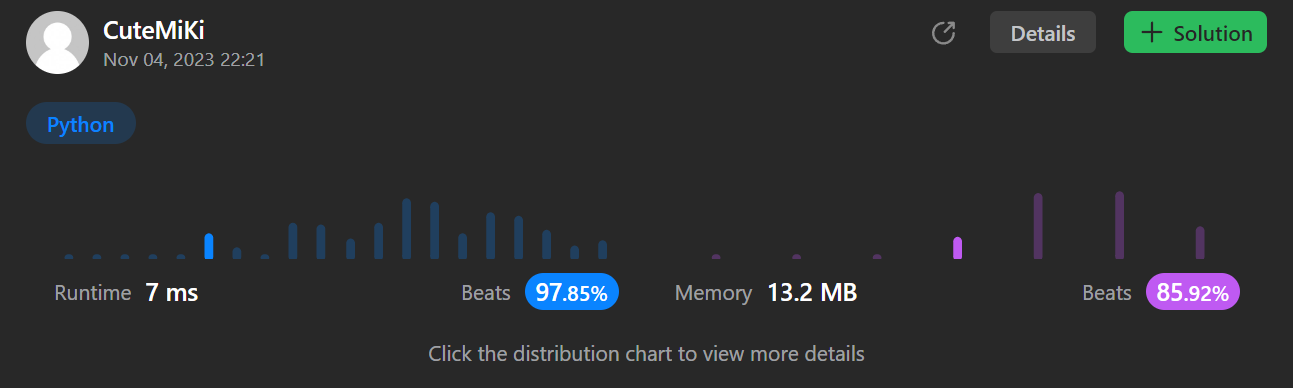 CuteMiKi
Nov 04, 2023 22:21
Details
+ Solution
Python
Runtime 7 ms
Beats 97.85%
Memory 13.2 MB
Beats 85.92%
Click the distribution chart to view more details